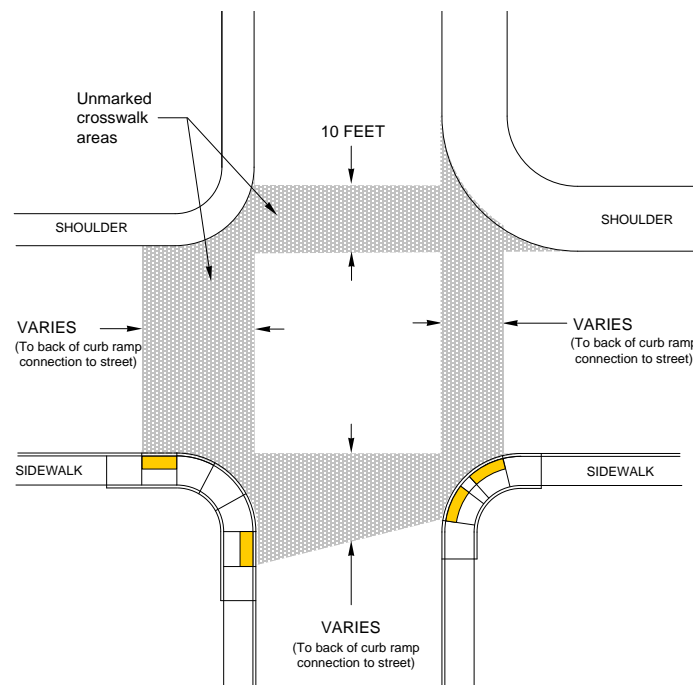 Unmarked
crosswalk
areas
10 FEET
SHOULDER
SHOULDER
VARIES
(To back of curb ramp
connection to street)
VARIES
(To back of curb ramp
connection to street)
SIDEWALK
SIDEWALK
VARIES
(To back of curb ramp
connection to street)